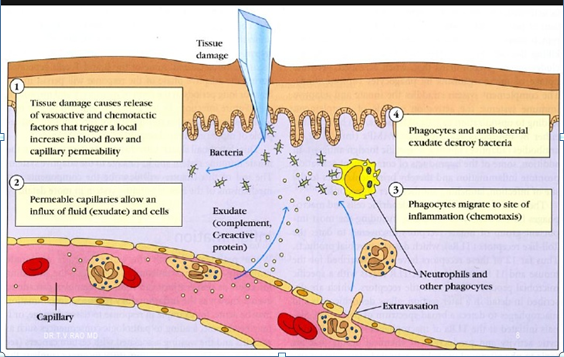 Tissue
damage
1
Tissue damage causes release
of vasoactive and chemotactic
factors that trigger a local
increase in blood flow and
capillary permeability
4
Phagocytes and antibacterial
exudate destroy bacteria
Bacteria
2
Permeable capillaries allow an
influx of fluid (exudate) and cells
3
Phagocytes migrate to site of
inflammation (chemotaxis)
Exudate
(complement,
C-reactive
protein)
Neutrophils and
other phagocytes
Extravasation
Capillary
DR.T.V.RAO MD